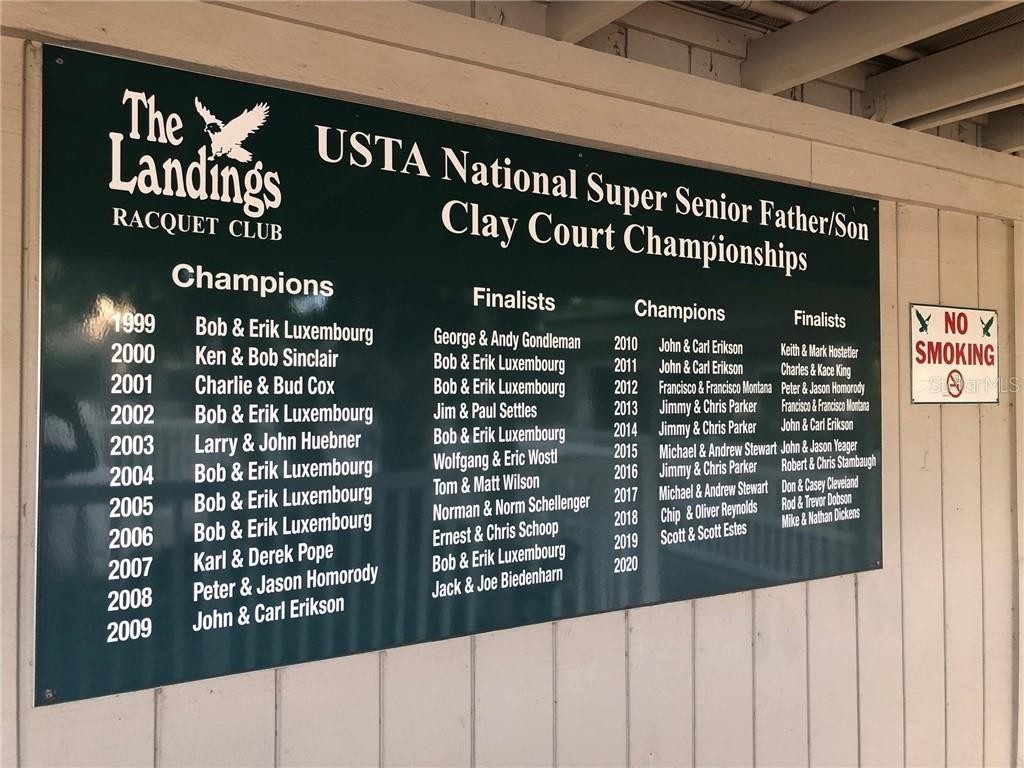 The
Landings
RACQUET CLUB
USTA National Super Senior Father/Son
Clay Court Championships
Champions Finalists
1999 Bob & Erik Luxembourg George & Andy Gondleman
2000 Ken & Bob Sinclair Bob & Erik Luxembourg
2001 Charlie & Bud Cox Bob & Erik Luxembourg
2002 Bob & Erik Luxembourg Jim & Paul Settles
2003 Larry & John Huebner Bob & Erik Luxembourg
2004 Bob & Erik Luxembourg Wolfgang & Eric Wostl
2005 Bob & Erik Luxembourg Tom & Matt Wilson
2006 Bob & Erik Luxembourg Norman & Norm Schellenger
2007 Karl & Derek Pope Ernest & Chris Schoop
2008 Peter & Jason Homorody Bob & Erik Luxembourg
2009 John & Carl Erikson Jack & Joe Biedenharn
Champions Finalists
2010 John & Carl Erikson Keith & Mark Hostetler
2011 John & Carl Erikson Charles & Kace King
2012 Francisco & Francisco Montana Peter & Jason Homorody
2013 Jimmy & Chris Parker Francisco & Francisco Montana
2014 Jimmy & Chris Parker John & Carl Erikson
2015 Michael & Andrew Stewart John & Jason Yeager
2016 Jimmy & Chris Parker Robert & Chris Stambaugh
2017 Michael & Andrew Stewart Don & Casey Cleveland
2018 Chip & Oliver Reynolds Rod & Trevor Dobson
2019 Scott & Scott Estes Mike & Nathan Dickens
2020
NO
SMOKING
StellarMLS